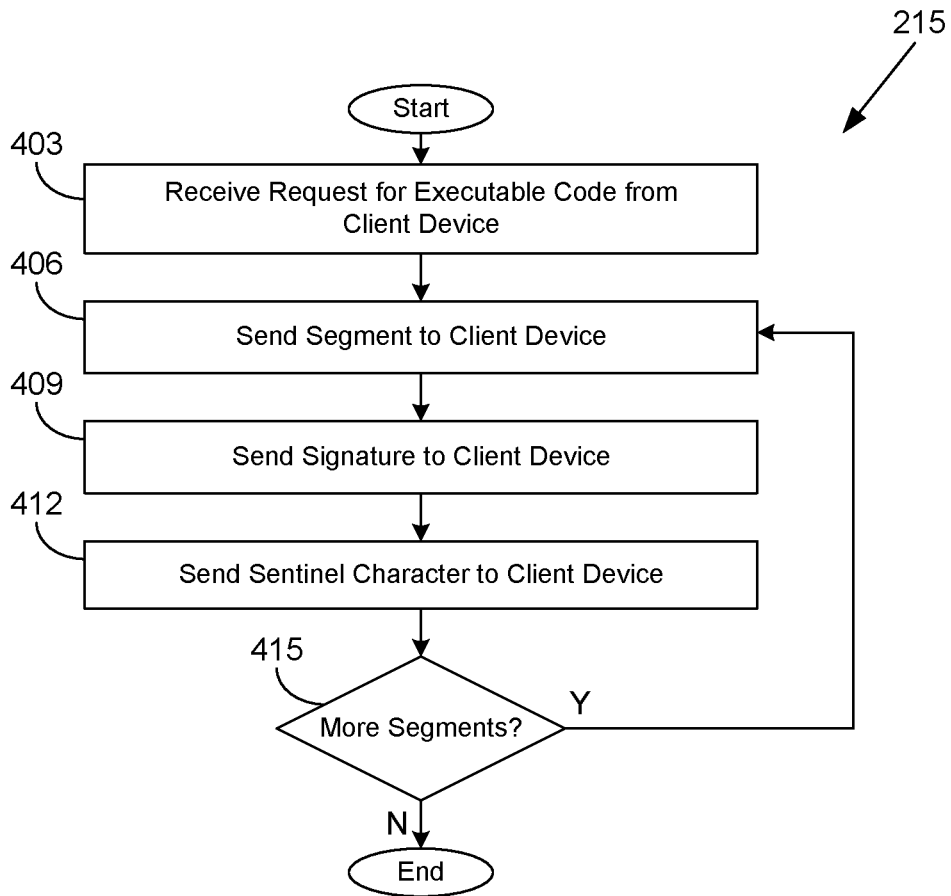 215
Start
403
Receive Request for Executable Code from
Client Device
406
Send Segment to Client Device
409
Send Signature to Client Device
412
Send Sentinel Character to Client Device
415
More Segments?
Y
N
End